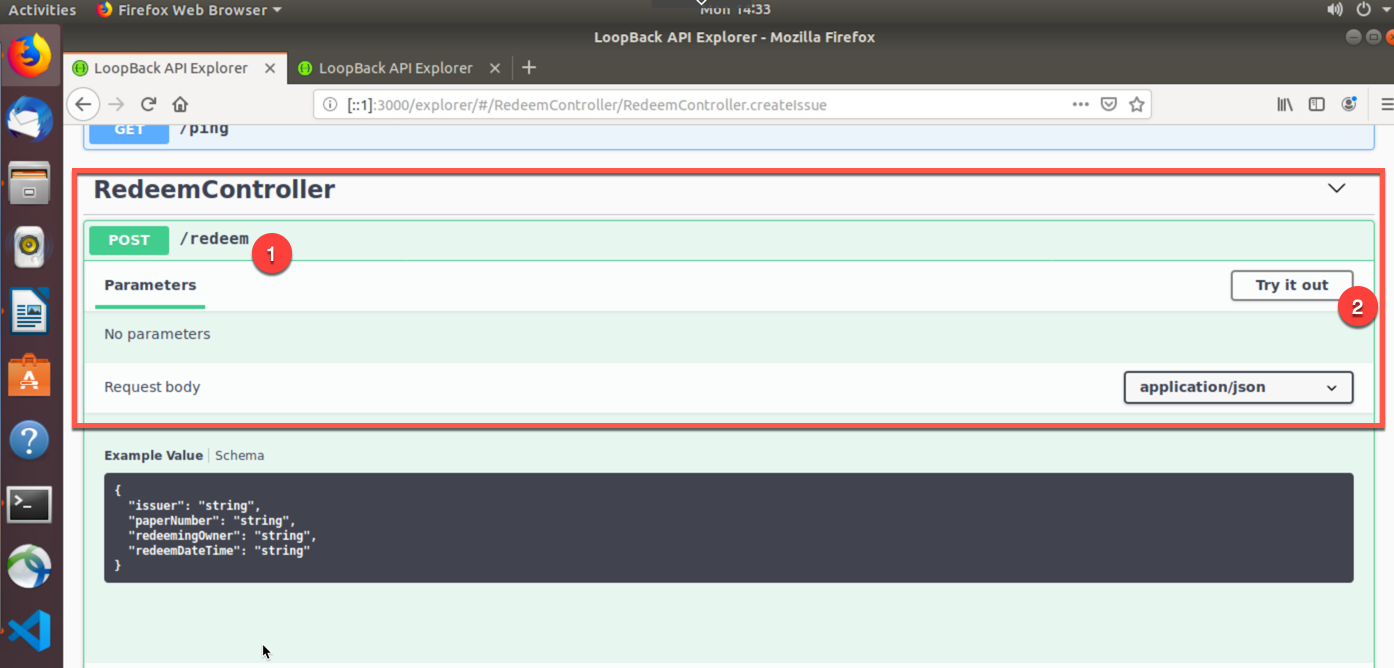 Activities Firefox Web Browser Mon 14:33
LoopBack API Explorer - Mozilla Firefox
LoopBack API Explorer LoopBack API Explorer
[::1]:3000/explorer/#/RedeemController/RedeemController.createIssue
GET /ping
RedeemController
POST /redeem 1
Parameters Try it out
2
No parameters
Request body application/json
Example Value Schema
{
"issuer": "string",
"paperNumber": "string",
"redeemingOwner": "string",
"redeemDateTime": "string"
}